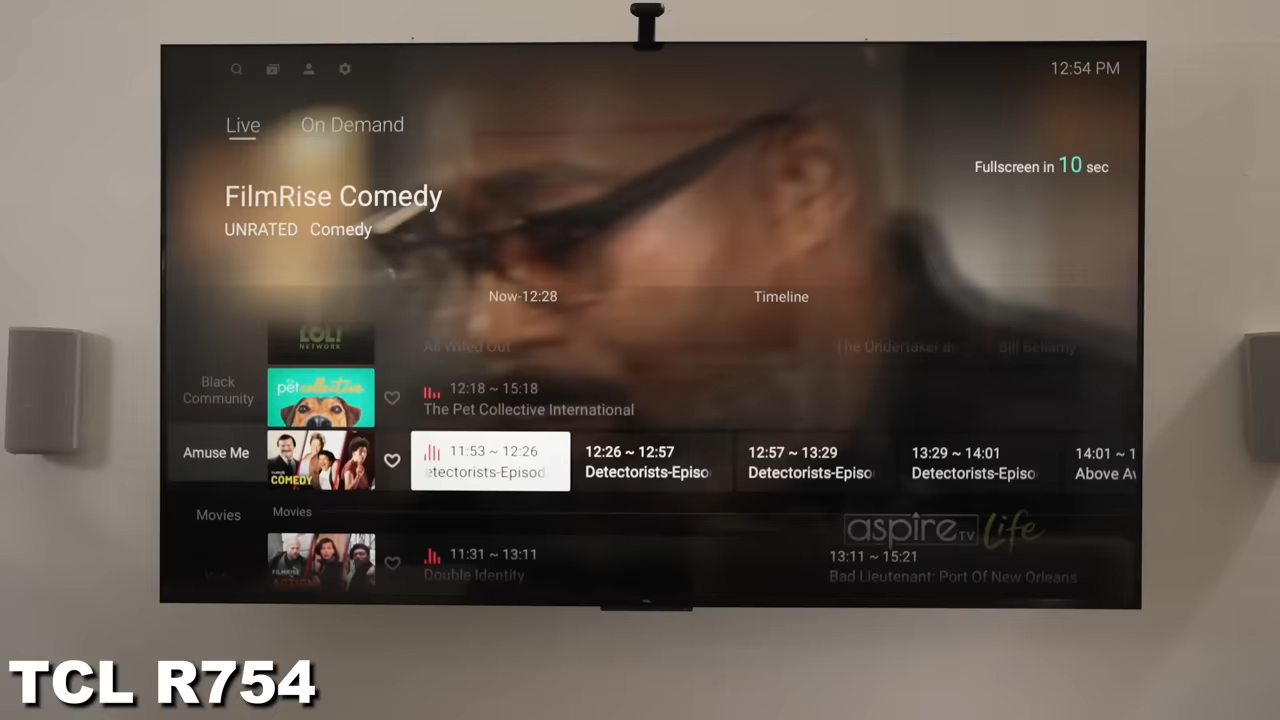 12:54 PM
Live On Demand
Fullscreen in 10 sec
FilmRise Comedy
UNRATED Comedy
Now-12:28 Timeline
LOL!
NETWORK
All Wifed Out The Undertaker Bill Bellamy
Black
Community
pet collective
12:18 ~ 15:18
The Pet Collective International
Amuse Me
COMEDY
11:53 ~ 12:26
etectorists-Episod
12:26 ~ 12:57
Detectorists-Episo
12:57 ~ 13:29
Detectorists-Episo
13:29 ~ 14:01
Detectorists-Episo
14:01 ~ 1
Above Av
Movies
Movies
aspire TV Life
FILMRISE
ACTION
11:31 ~ 13:11
Double Identity
13:11 ~ 15:21
Bad Lieutenant: Port Of New Orleans
TCL R754